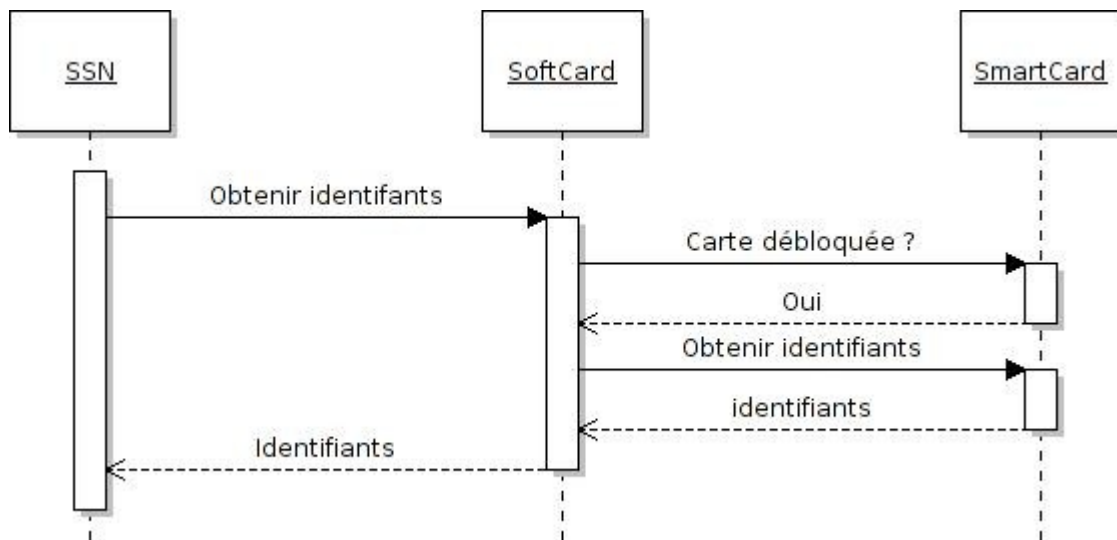 SSN
SoftCard
SmartCard
Obtenir identifants
Carte débloquée ?
Oui
Obtenir identifiants
identifiants
Identifiants